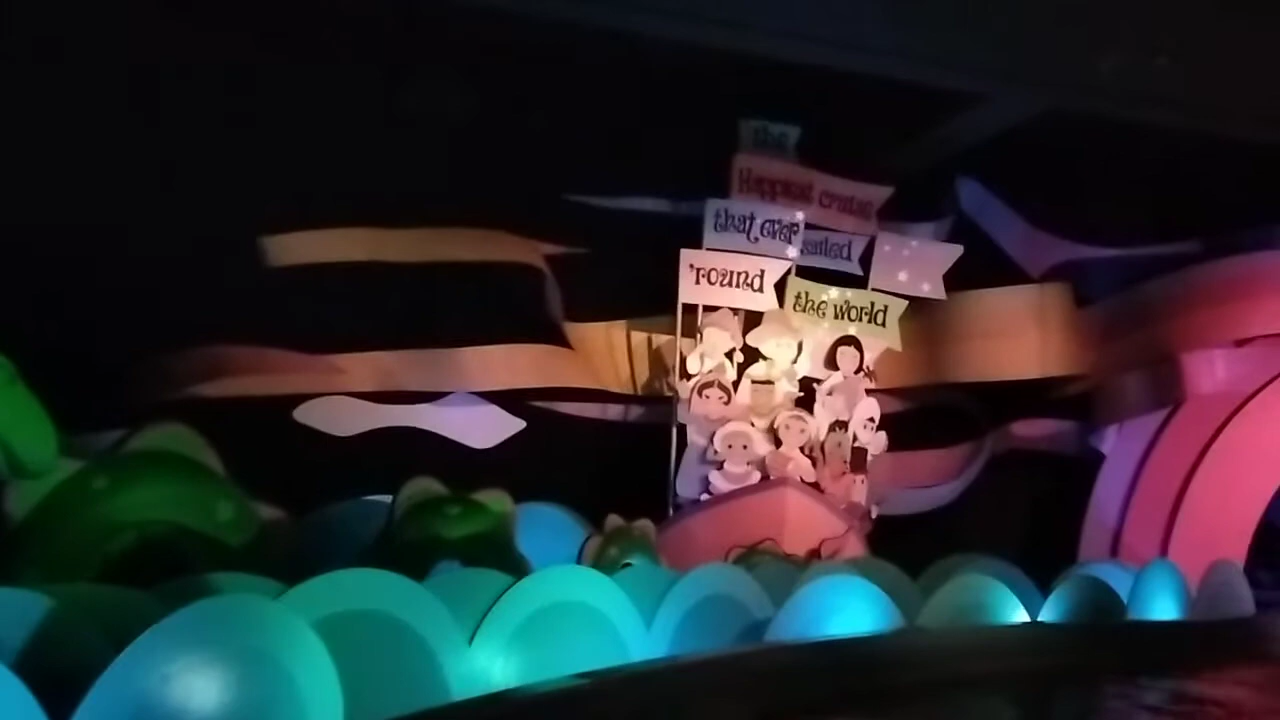 the
Happiest cruise
that ever
sailed
'round
the world